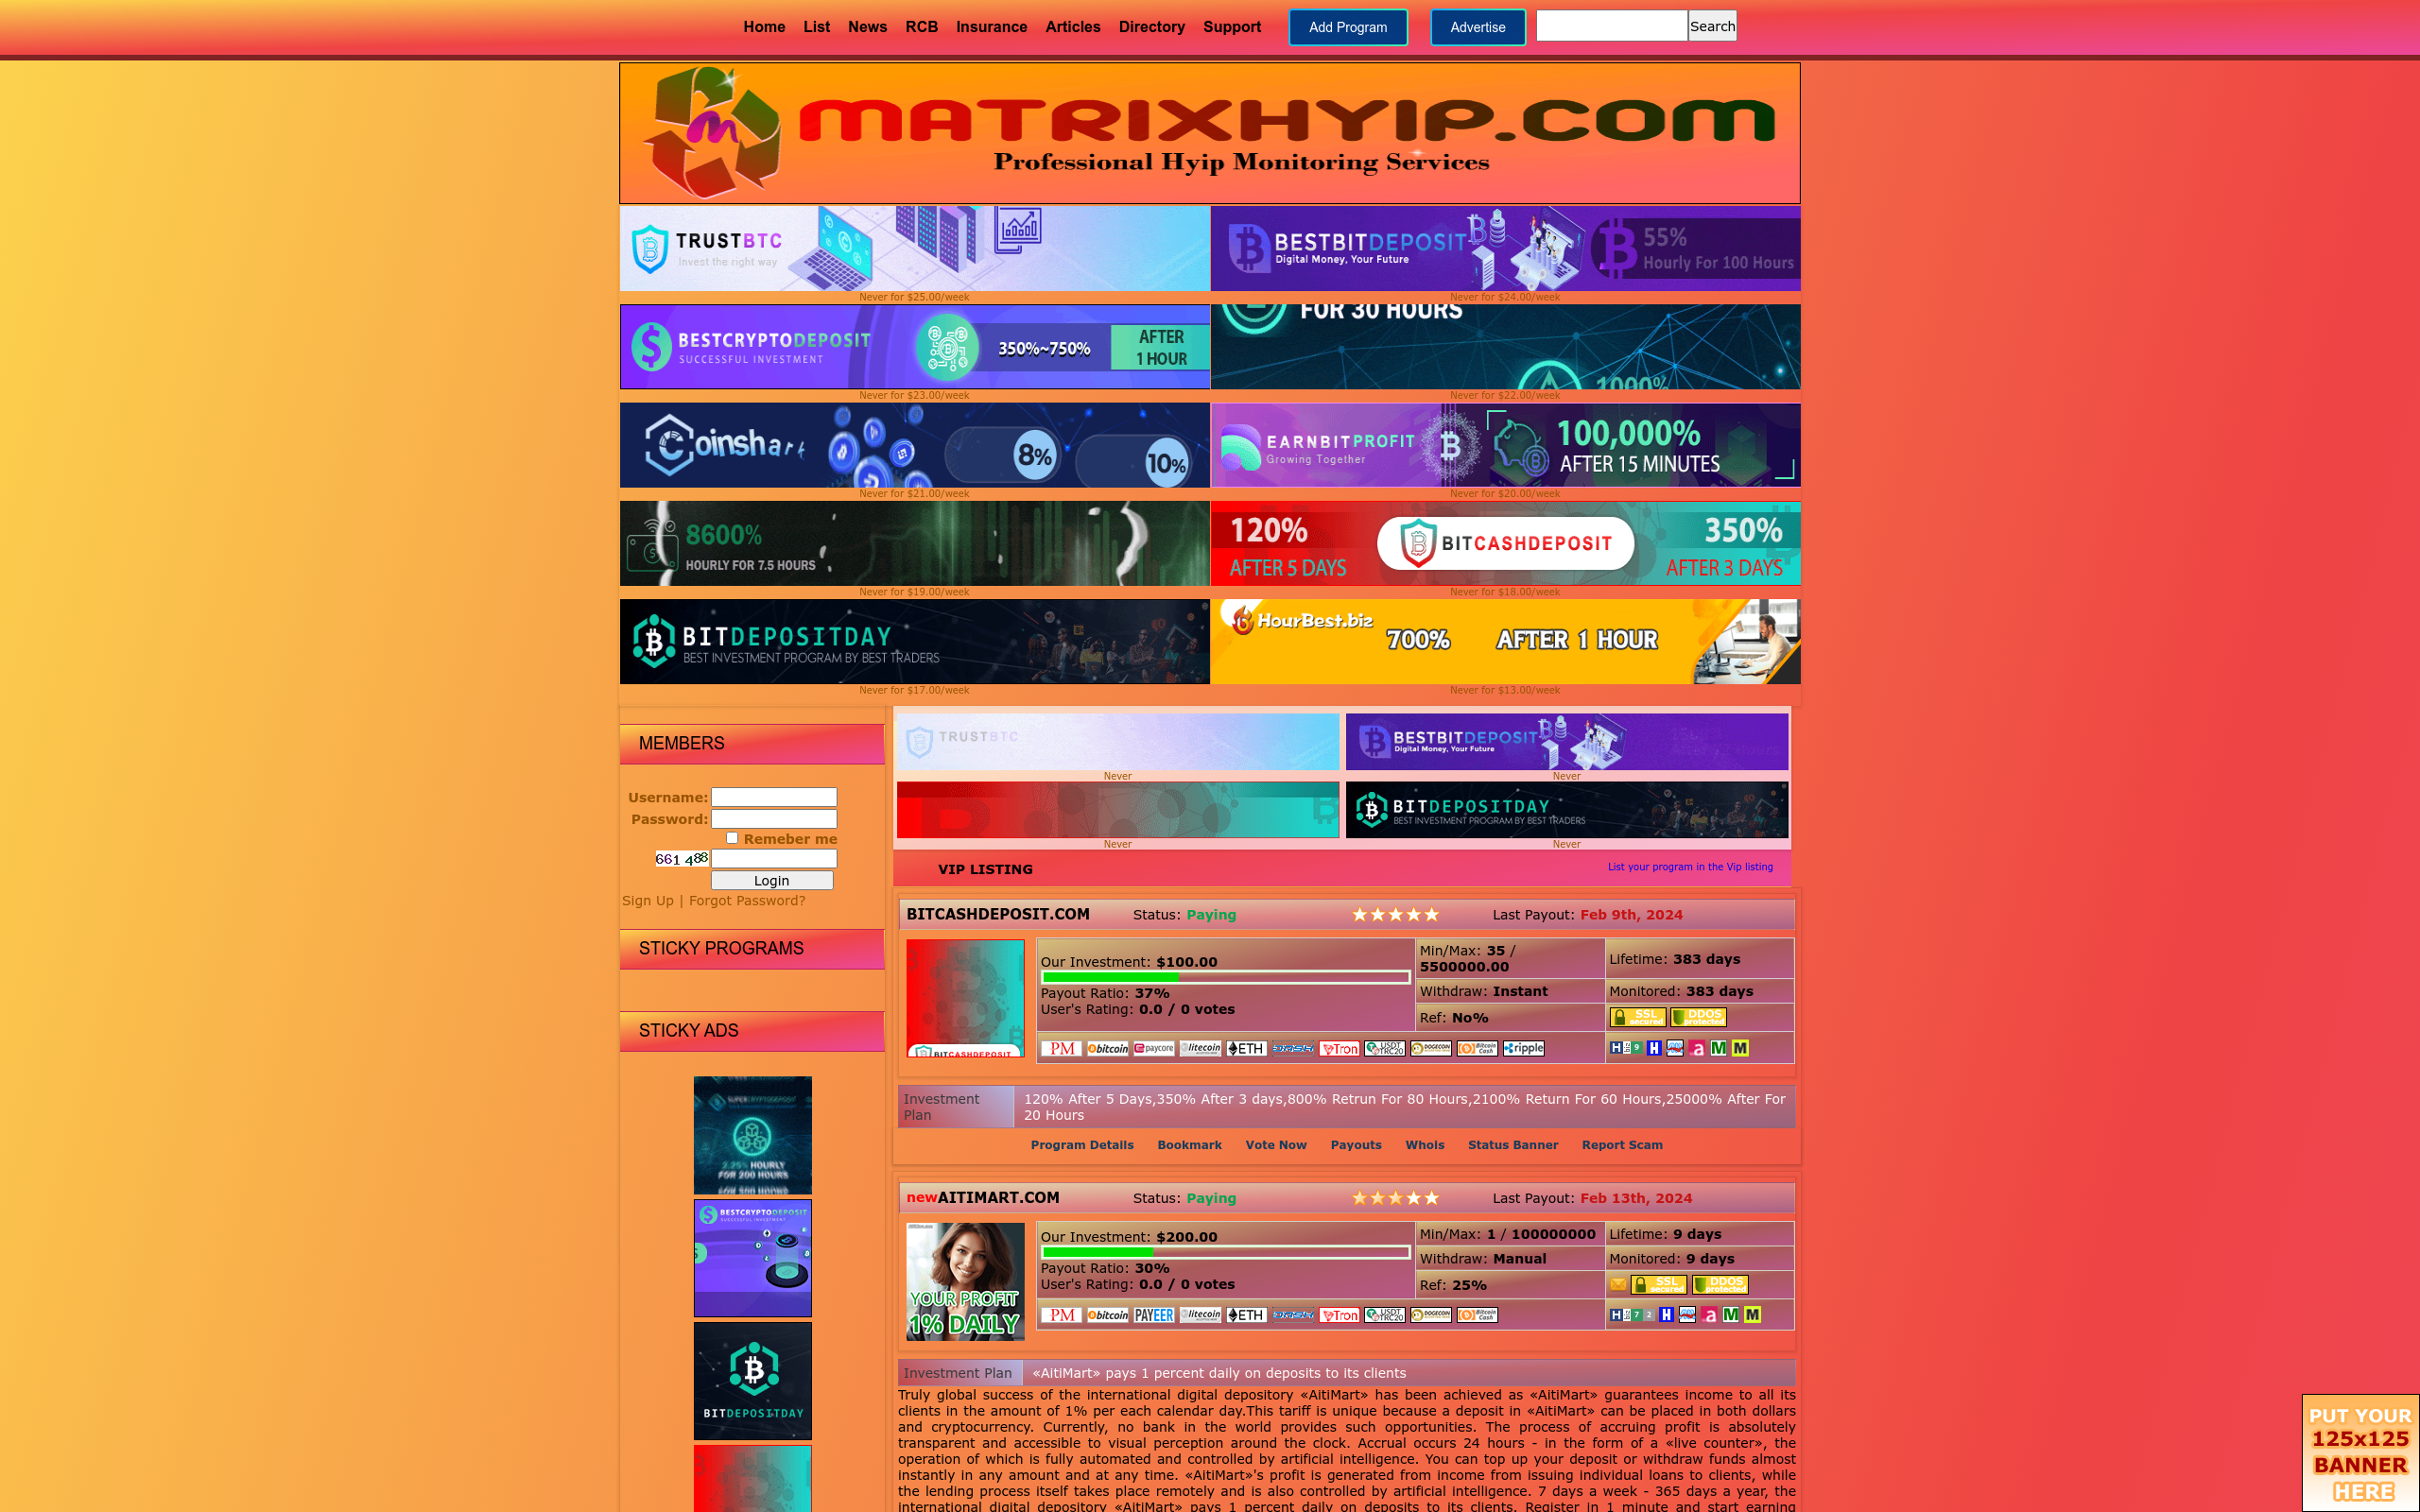 Home List News RCB Insurance Articles Directory Support Add Program Advertise Search
MATRIXHYIP.COM
Professional Hyip Monitoring Services
TRUSTBTC
Invest the right way
BESTBITDEPOSIT
Digital Money, Your Future
55%
Hourly For 100 Hours
Never for $25.00/week
Never for $24.00/week
BESTCRYPTODEPOSIT
SUCCESSFUL INVESTMENT
350%~750%
AFTER
1 HOUR
FOR 30 HOURS
1000%
Never for $23.00/week
Never for $22.00/week
Coinshart
8%
10%
EARNBITPROFIT
Growing Together
100,000%
AFTER 15 MINUTES
Never for $21.00/week
Never for $20.00/week
8600%
HOURLY FOR 7.5 HOURS
120%
AFTER 5 DAYS
BITCASHDEPOSIT
350%
AFTER 3 DAYS
Never for $19.00/week
Never for $18.00/week
BITDEPOSITDAY
BEST INVESTMENT PROGRAM BY BEST TRADERS
HourBest.biz
700% AFTER 1 HOUR
Never for $17.00/week
Never for $13.00/week
MEMBERS
Username:
Password:
Remeber me
661 488
Login
Sign Up | Forgot Password?
STICKY PROGRAMS
STICKY ADS
SUPERCRYPTODEPOSIT
2.25% HOURLY
FOR 200 HOURS
BESTCRYPTODEPOSIT
SUCCESSFUL INVESTMENT
BITDEPOSITDAY
TRUSTBTC
BESTBITDEPOSIT
Digital Money, Your Future
Never
Never
BITDEPOSITDAY
BEST INVESTMENT PROGRAM BY BEST TRADERS
Never
Never
VIP LISTING
List your program in the Vip listing
BITCASHDEPOSIT.COM Status: Paying Last Payout: Feb 9th, 2024
BITCASHDEPOSIT
Our Investment: $100.00
Payout Ratio: 37%
User's Rating: 0.0 / 0 votes
Min/Max: 35 /
5500000.00
Lifetime: 383 days
Withdraw: Instant
Monitored: 383 days
Ref: No%
SSL secured DDOS protected
PM bitcoin paycore litecoin ETH Tron USDT TRC20 DOGECOIN Bitcoin Cash ripple
Investment
Plan
120% After 5 Days,350% After 3 days,800% Retrun For 80 Hours,2100% Return For 60 Hours,25000% After For
20 Hours
Program Details Bookmark Vote Now Payouts Whois Status Banner Report Scam
newAITIMART.COM Status: Paying Last Payout: Feb 13th, 2024
YOUR PROFIT
1% DAILY
Our Investment: $200.00
Payout Ratio: 30%
User's Rating: 0.0 / 0 votes
Min/Max: 1 / 100000000
Lifetime: 9 days
Withdraw: Manual
Monitored: 9 days
Ref: 25%
SSL secured DDOS protected
PM bitcoin PAYEER litecoin ETH Tron USDT TRC20 DOGECOIN Bitcoin Cash
Investment Plan
«AitiMart» pays 1 percent daily on deposits to its clients
Truly global success of the international digital depository «AitiMart» has been achieved as «AitiMart» guarantees income to all its
clients in the amount of 1% per each calendar day.This tariff is unique because a deposit in «AitiMart» can be placed in both dollars
and cryptocurrency. Currently, no bank in the world provides such opportunities. The process of accruing profit is absolutely
transparent and accessible to visual perception around the clock. Accrual occurs 24 hours - in the form of a «live counter», the
operation of which is fully automated and controlled by artificial intelligence. You can top up your deposit or withdraw funds almost
instantly in any amount and at any time. «AitiMart»'s profit is generated from income from issuing individual loans to clients, while
the lending process itself takes place remotely and is also controlled by artificial intelligence. 7 days a week - 365 days a year, the
international digital depository «AitiMart» pays 1 percent daily on deposits to its clients. Register in 1 minute and start earning
PUT YOUR
125x125
BANNER
HERE